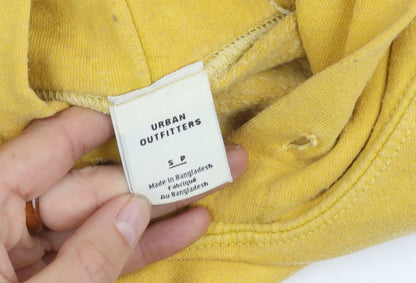 URBAN
OUTFITTERS
S P
Made in Bangladesh
Fabriqué
Au Bangladesh